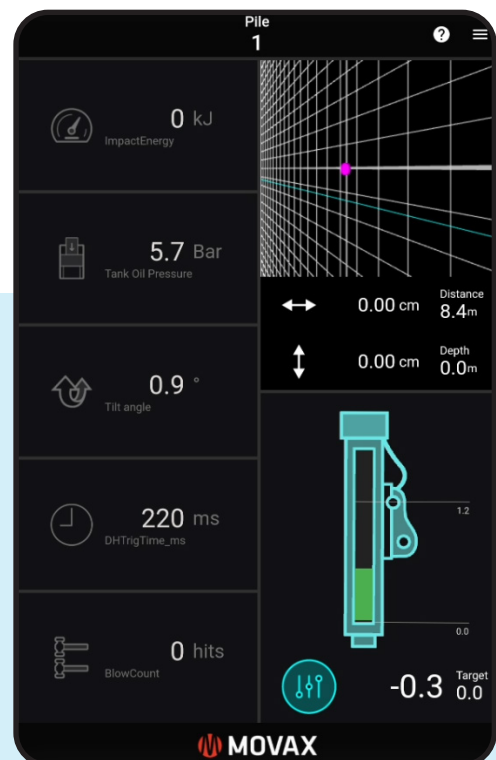 Pile
1
?
0 kJ
ImpactEnergy
5.7 Bar
Tank Oil Pressure
0.9 °
Tilt angle
220 ms
DHTrigTime_ms
0 hits
BlowCount
0.00 cm
Distance
8.4m
0.00 cm
Depth
0.0m
1.2
0.0
-0.3
Target
0.0
MOVAX